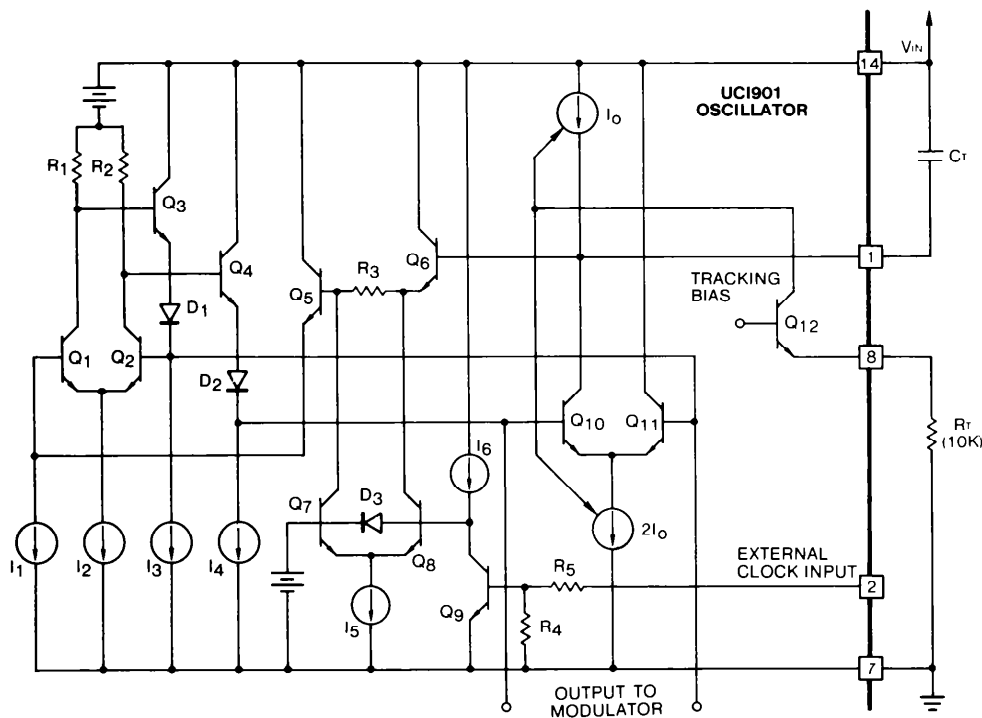 VIN
14
UCI901
OSCILLATOR
IO
CT
R1
R2
Q3
Q4
Q5
R3
Q6
1
TRACKING
BIAS
Q12
D1
Q1
Q2
8
D2
Q10
Q11
RT
(10K)
I6
Q7
D3
Q8
2IO
I1
I2
I3
I4
EXTERNAL
CLOCK INPUT
R5
2
Q9
I5
R4
7
OUTPUT TO
MODULATOR